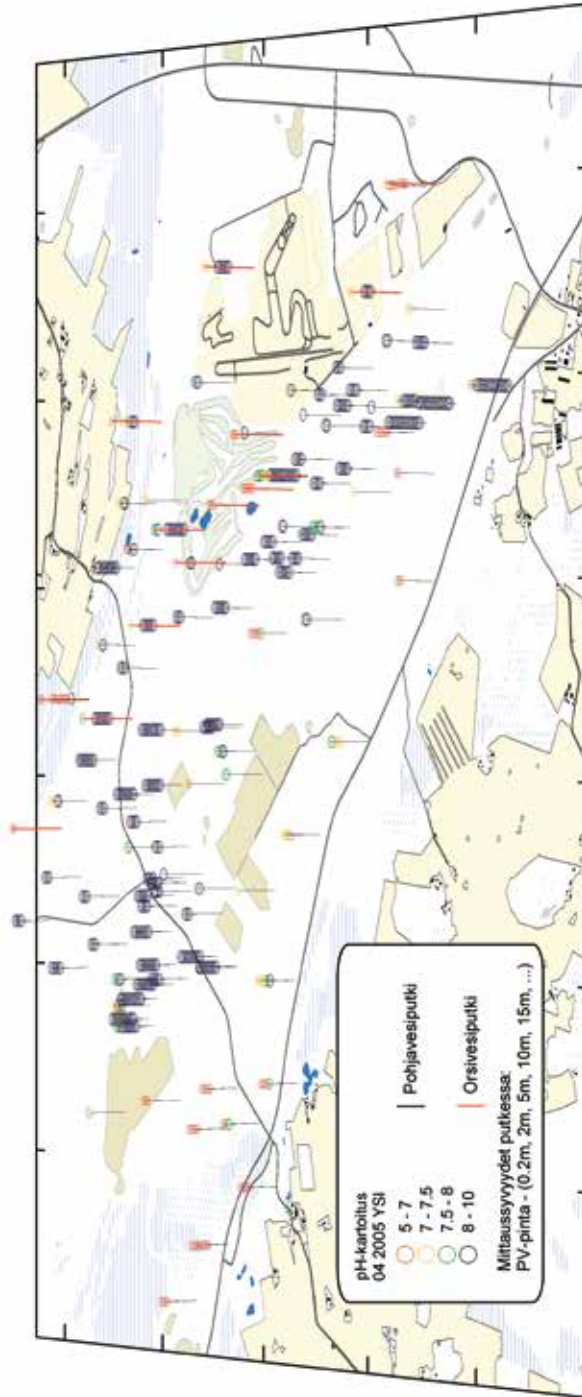 pH-kartoitus
04 2005 YSI
5 - 7
7 - 7.5
7.5 - 8
8 - 10
Pohjavesiputki
Orsivesiputki
Mittaussyvyydet putkessa:
PV-pinta - (0.2m, 2m, 5m, 10m, 15m, ...)